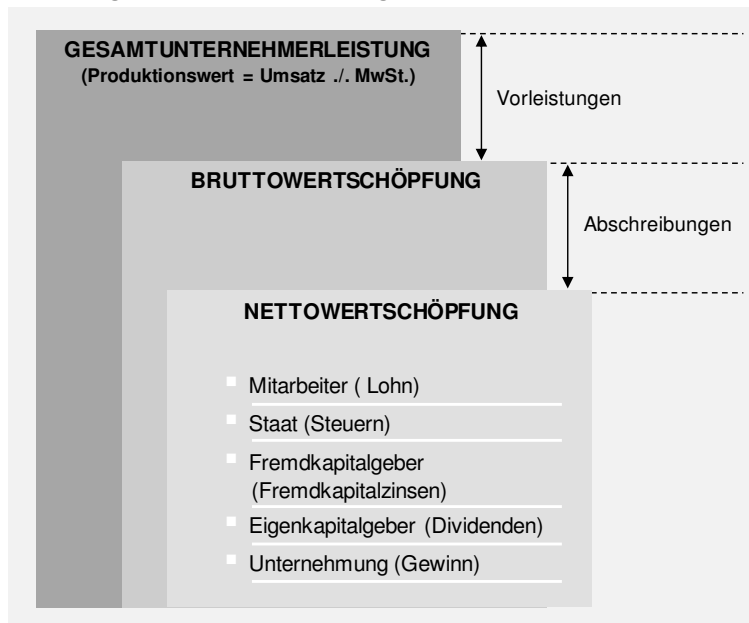 GESAMTUNTERNEHMERLEISTUNG
(Produktionswert = Umsatz ./. MwSt.)
Vorleistungen
BRUTTOWERTSCHÖPFUNG
Abschreibungen
NETTOWERTSCHÖPFUNG
Mitarbeiter ( Lohn)
Staat (Steuern)
Fremdkapitalgeber
(Fremdkapitalzinsen)
Eigenkapitalgeber (Dividenden)
Unternehmung (Gewinn)